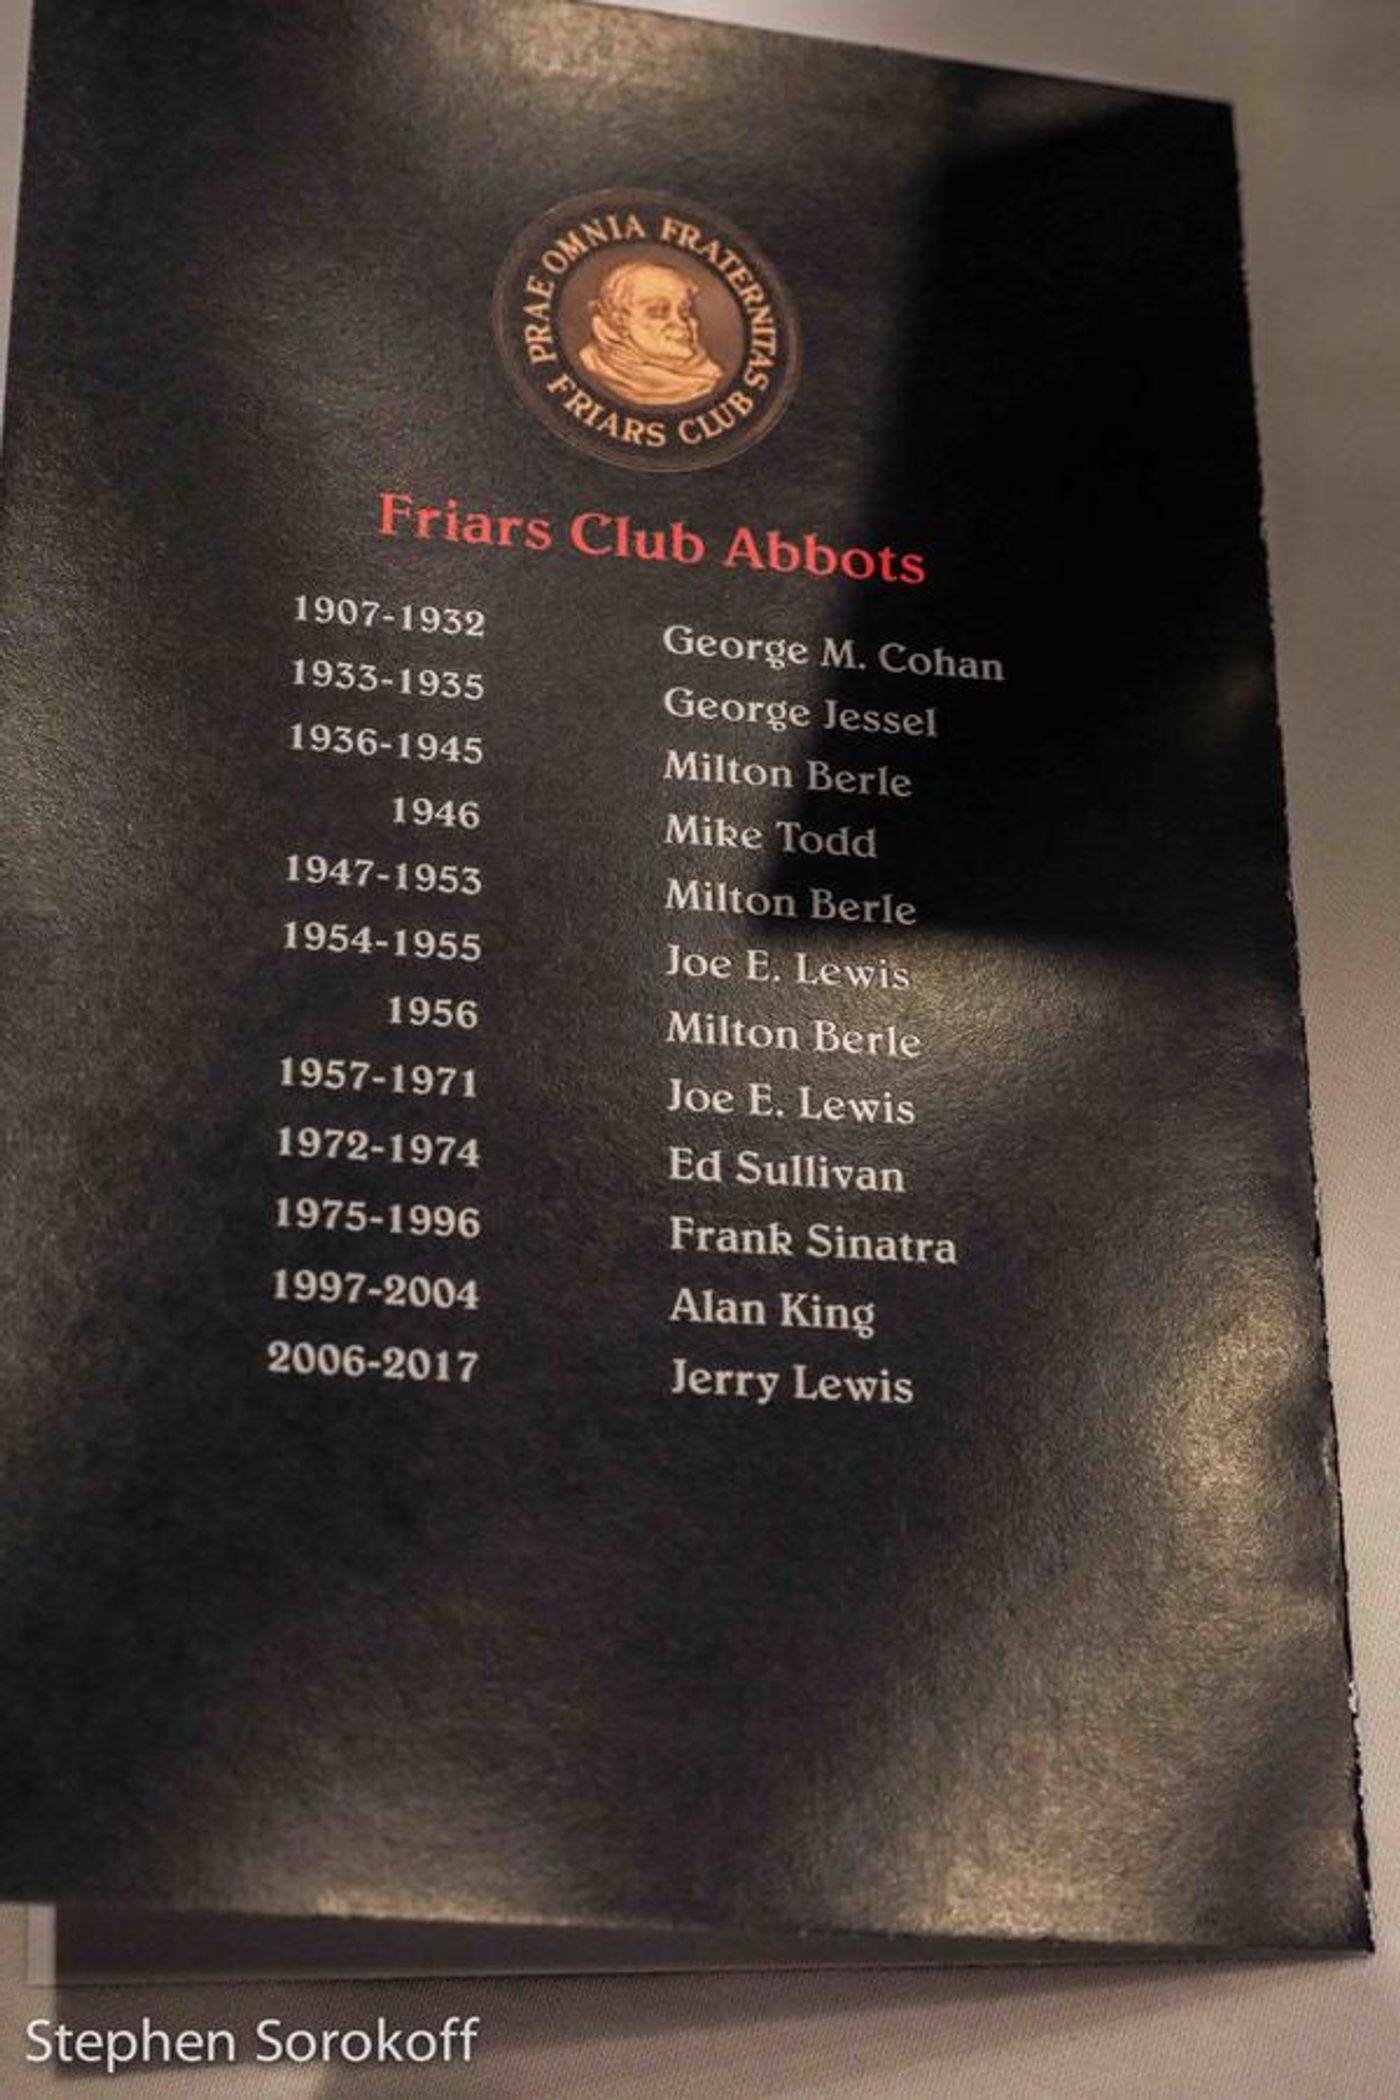 PRAE OMNIA FRATERNITAS
FRIARS CLUB
Friars Club Abbots
1907-1932 George M. Cohan
1933-1935 George Jessel
1936-1945 Milton Berle
1946 Mike Todd
1947-1953 Milton Berle
1954-1955 Joe E. Lewis
1956 Milton Berle
1957-1971 Joe E. Lewis
1972-1974 Ed Sullivan
1975-1996 Frank Sinatra
1997-2004 Alan King
2006-2017 Jerry Lewis
Stephen Sorokoff